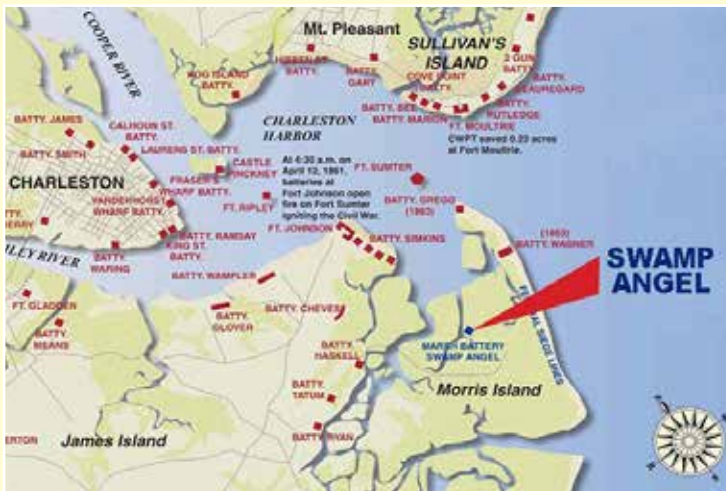 COOPER RIVER
Mt. Pleasant
SULLIVAN'S
ISLAND
HOG ISLAND
BATTY.
BATTY.
BATTY.
GARY
COVE POINT
2 GUN
BATTY.
BATTY.
BEAUREGARD
BATTY. BEE
BATTY. MARION
BATTY.
RUTLEDGE
FT. MOULTRIE
CWPT saved 0.23 acres
at Fort Moultrie.
CHARLESTON
HARBOR
BATTY. JAMES
BATTY. SMITH
CALHOUN ST.
BATTY.
LAURENS ST. BATTY.
CASTLE
PINCKNEY
FRASER'S
WHARF BATTY.
At 4:30 a.m. on
April 12, 1861,
batteries at
Fort Johnson open
fire on Fort Sumter
igniting the Civil War.
FT. SUMTER
CHARLESTON
VANDERHORST
WHARF BATTY.
FT. RIPLEY
BATTY. GREGG
(1863)
FT. JOHNSON
BATTY. SIMKINS
(1863)
BATTY. WAGNER
BATTY. RAMSAY
KING ST.
BATTY.
BATTY.
WARING
RIVER
BATTY. WAMPLER
SWAMP
ANGEL
FT. GLADDEN
BATTY.
MEANS
BATTY.
GLOVER
BATTY. CHEVES
SIEGE LINES
MARSH BATTERY
SWAMP ANGEL
BATTY.
HASKELL
BATTY.
TATUM
Morris Island
BATTY RYAN
James Island
ERTON